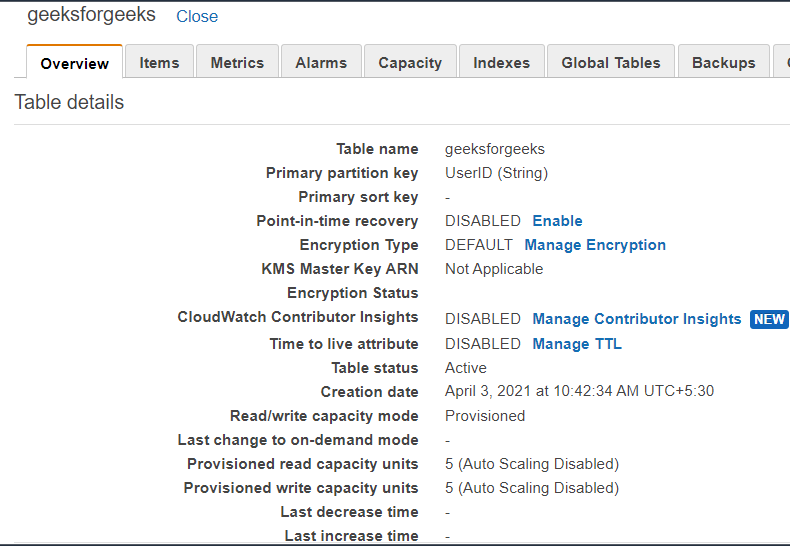 geeksforgeeks Close
Overview Items Metrics Alarms Capacity Indexes Global Tables Backups
Table details
Table name geeksforgeeks
Primary partition key UserID (String)
Primary sort key -
Point-in-time recovery DISABLED Enable
Encryption Type DEFAULT Manage Encryption
KMS Master Key ARN Not Applicable
Encryption Status
CloudWatch Contributor Insights DISABLED Manage Contributor Insights NEW
Time to live attribute DISABLED Manage TTL
Table status Active
Creation date April 3, 2021 at 10:42:34 AM UTC+5:30
Read/write capacity mode Provisioned
Last change to on-demand mode -
Provisioned read capacity units 5 (Auto Scaling Disabled)
Provisioned write capacity units 5 (Auto Scaling Disabled)
Last decrease time -
Last increase time -